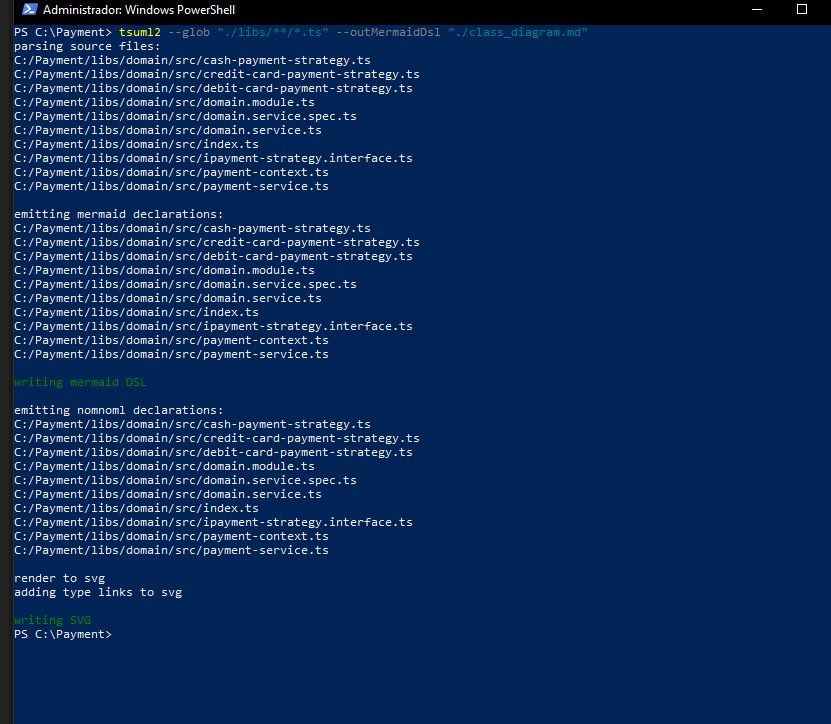 Administrador: Windows PowerShell
PS C:\Payment> tsuml2 --glob "./libs/**/*.ts" --outMermaidDsl "./class_diagram.md"
parsing source files:
C:/Payment/libs/domain/src/cash-payment-strategy.ts
C:/Payment/libs/domain/src/credit-card-payment-strategy.ts
C:/Payment/libs/domain/src/debit-card-payment-strategy.ts
C:/Payment/libs/domain/src/domain.module.ts
C:/Payment/libs/domain/src/domain.service.spec.ts
C:/Payment/libs/domain/src/domain.service.ts
C:/Payment/libs/domain/src/index.ts
C:/Payment/libs/domain/src/ipayment-strategy.interface.ts
C:/Payment/libs/domain/src/payment-context.ts
C:/Payment/libs/domain/src/payment-service.ts
emitting mermaid declarations:
C:/Payment/libs/domain/src/cash-payment-strategy.ts
C:/Payment/libs/domain/src/credit-card-payment-strategy.ts
C:/Payment/libs/domain/src/debit-card-payment-strategy.ts
C:/Payment/libs/domain/src/domain.module.ts
C:/Payment/libs/domain/src/domain.service.spec.ts
C:/Payment/libs/domain/src/domain.service.ts
C:/Payment/libs/domain/src/index.ts
C:/Payment/libs/domain/src/ipayment-strategy.interface.ts
C:/Payment/libs/domain/src/payment-context.ts
C:/Payment/libs/domain/src/payment-service.ts
writing mermaid DSL
emitting nomnoml declarations:
C:/Payment/libs/domain/src/cash-payment-strategy.ts
C:/Payment/libs/domain/src/credit-card-payment-strategy.ts
C:/Payment/libs/domain/src/debit-card-payment-strategy.ts
C:/Payment/libs/domain/src/domain.module.ts
C:/Payment/libs/domain/src/domain.service.spec.ts
C:/Payment/libs/domain/src/domain.service.ts
C:/Payment/libs/domain/src/index.ts
C:/Payment/libs/domain/src/ipayment-strategy.interface.ts
C:/Payment/libs/domain/src/payment-context.ts
C:/Payment/libs/domain/src/payment-service.ts
render to svg
adding type links to svg
writing SVG
PS C:\Payment>